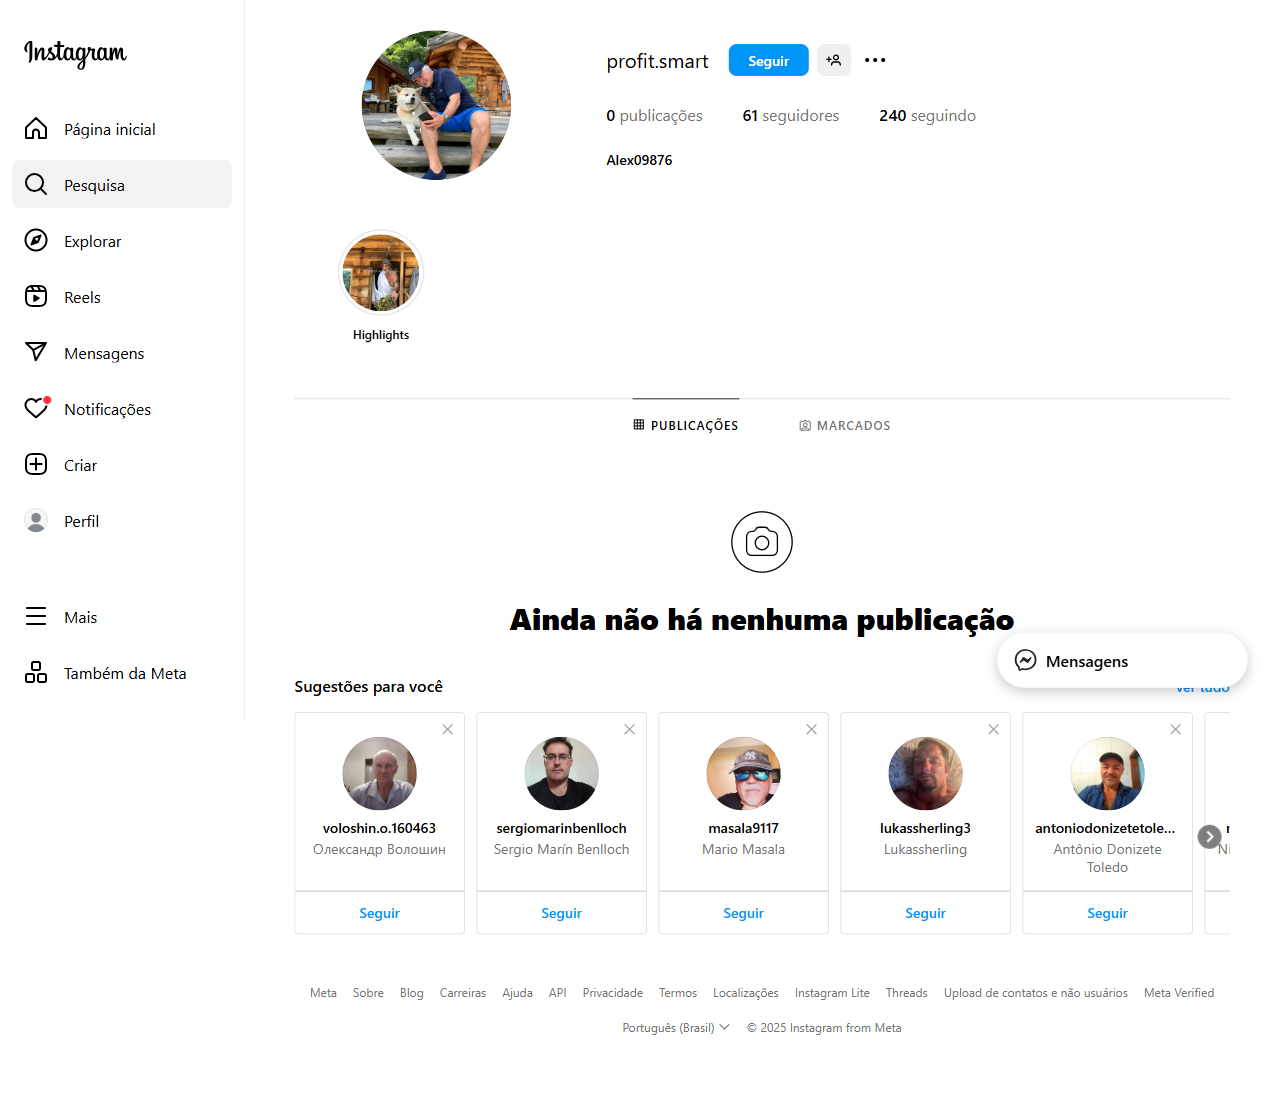 Instagram
Página inicial
Pesquisa
Explorar
Reels
Mensagens
Notificações
Criar
Perfil
Mais
Também da Meta
profit.smart
Seguir
0 publicações 61 seguidores 240 seguindo
Alex09876
Highlights
PUBLICAÇÕES MARCADOS
Ainda não há nenhuma publicação
Mensagens
Sugestões para você
Ver tudo
voloshin.o.160463
Олександр Волошин
Seguir
sergiomarinbenlloch
Sergio Marín Benlloch
Seguir
masala9117
Mario Masala
Seguir
lukassherling3
Lukassherling
Seguir
antoniodonizetetole...
Antônio Donizete
Toledo
Seguir
Meta Sobre Blog Carreiras Ajuda API Privacidade Termos Localizações Instagram Lite Threads Upload de contatos e não usuários Meta Verified
Português (Brasil) © 2025 Instagram from Meta